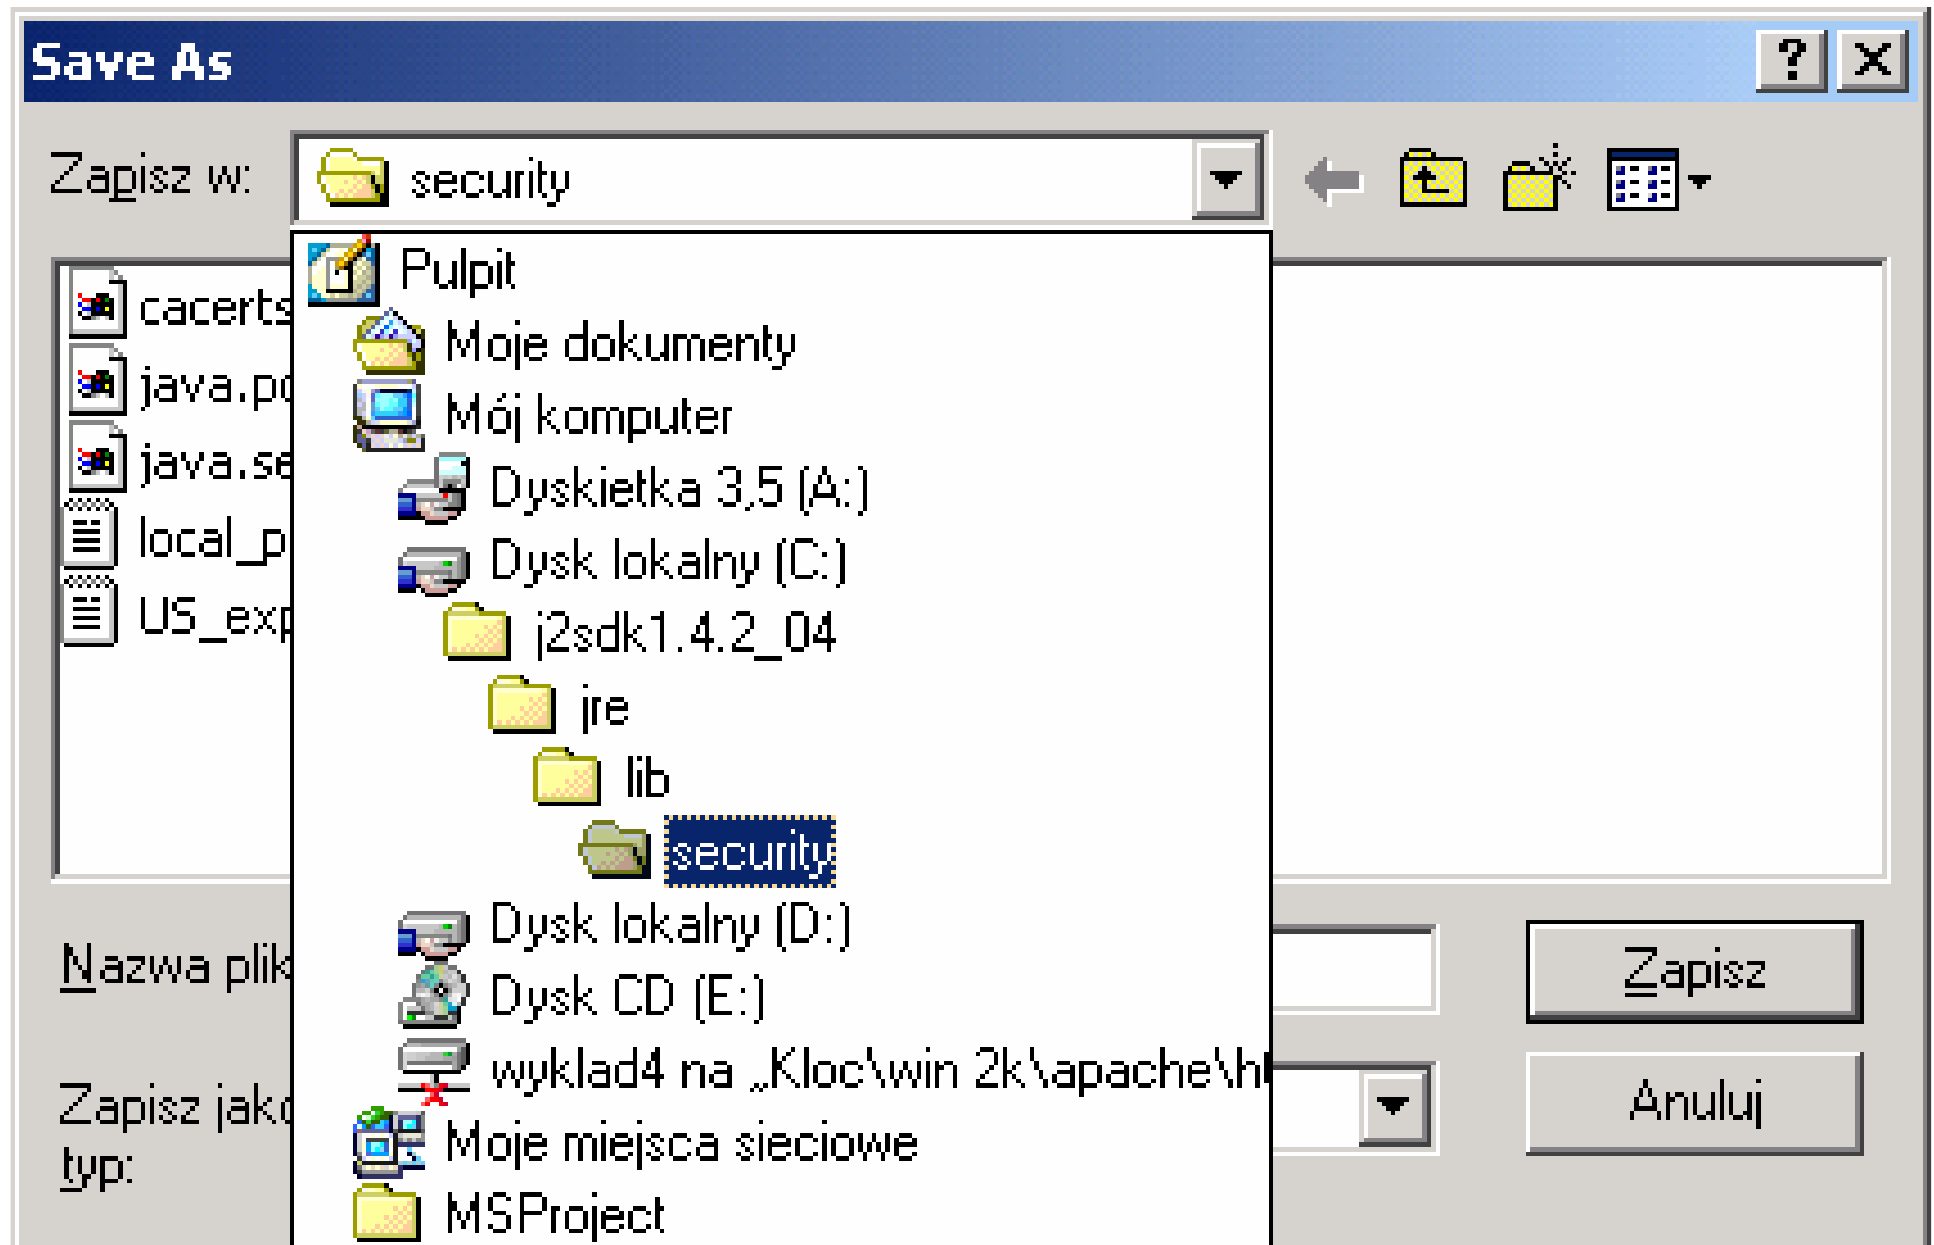 Save As
Zapisz w: security
Pulpit
cacerts
Moje dokumenty
java.po
Mój komputer
java.se
Dyskietka 3,5 (A:)
local_p
Dysk lokalny (C:)
US_exp
j2sdk1.4.2_04
jre
lib
security
Dysk lokalny (D:)
Nazwa plik
Zapisz
Dysk CD (E:)
wyklad4 na „Kloc\win 2k\apache\h
Zapisz jako
typ:
Anuluj
Moje miejsca sieciowe
MSProject